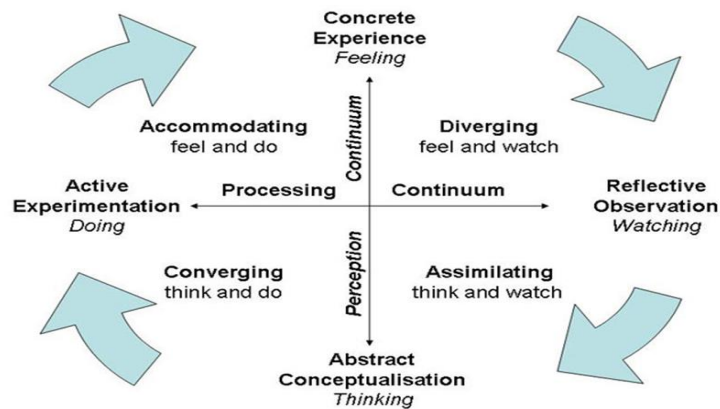 Concrete
Experience
Feeling
Continuum
Accommodating
feel and do
Diverging
feel and watch
Active
Experimentation
Doing
Processing
Continuum
Reflective
Observation
Watching
Perception
Converging
think and do
Assimilating
think and watch
Abstract
Conceptualisation
Thinking